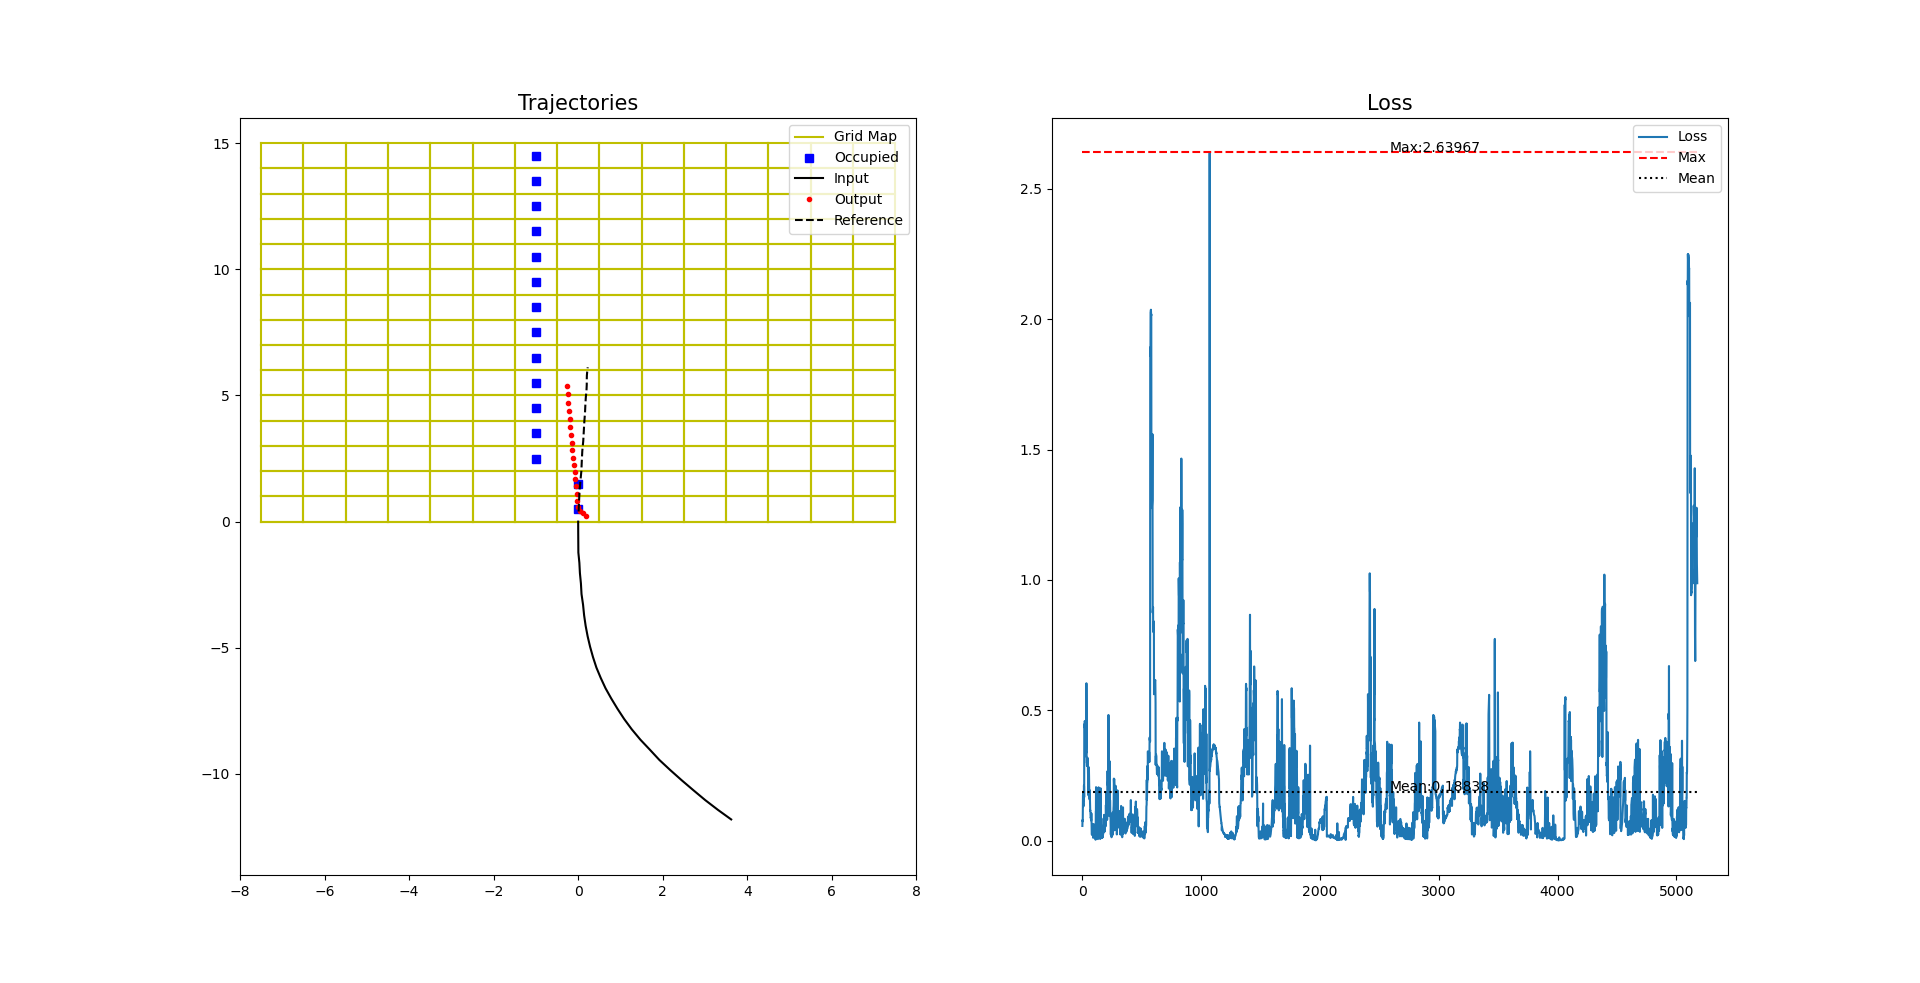 Trajectories
15
10
5
0
−5
−10
−8
−6
−4
−2
0
2
4
6
8
Grid Map
Occupied
Input
Output
Reference
Loss
2.5
2.0
1.5
1.0
0.5
0.0
0
1000
2000
3000
4000
5000
Max:2.63967
Mean:0.18838
Loss
Max
Mean